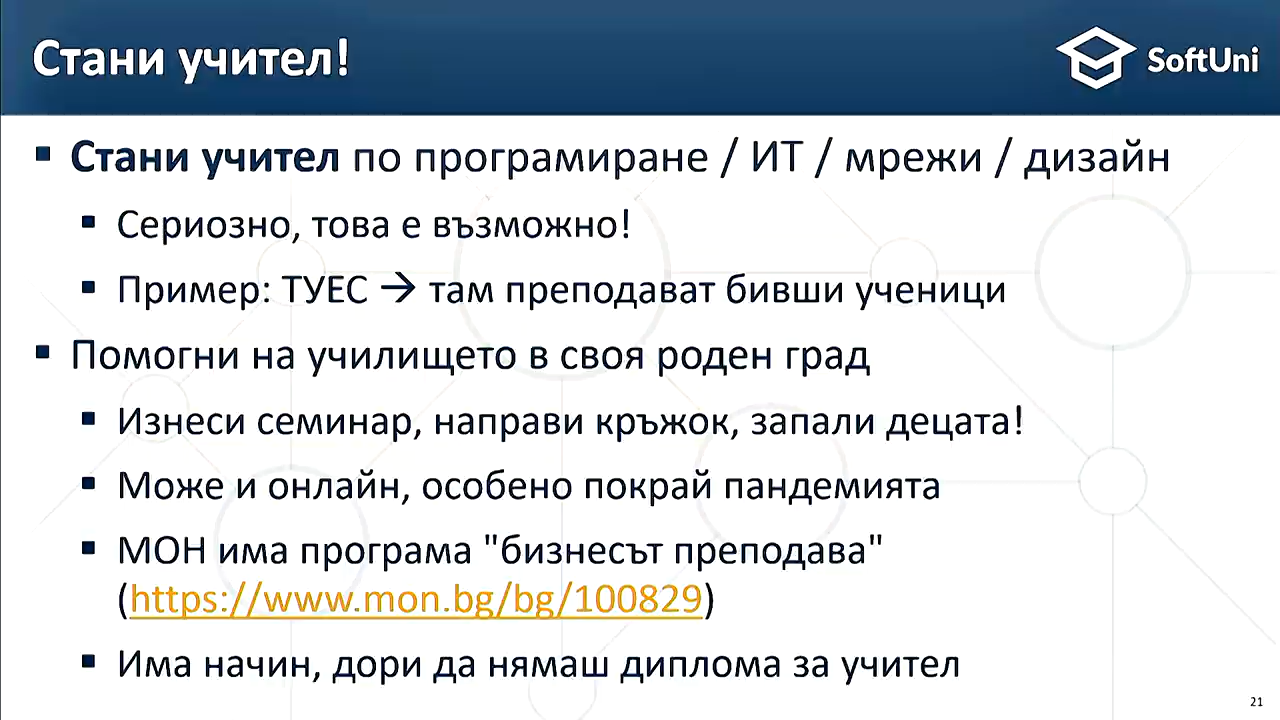 Стани учител!
SoftUni
▪ Стани учител по програмиране / ИТ / мрежи / дизайн
▪ Сериозно, това е възможно!
▪ Пример: ТУЕС → там преподават бивши ученици
▪ Помогни на училището в своя роден град
▪ Изнеси семинар, направи кръжок, запали децата!
▪ Може и онлайн, особено покрай пандемията
▪ МОН има програма "бизнесът преподава"
(https://www.mon.bg/bg/100829)
▪ Има начин, дори да нямаш диплома за учител
21